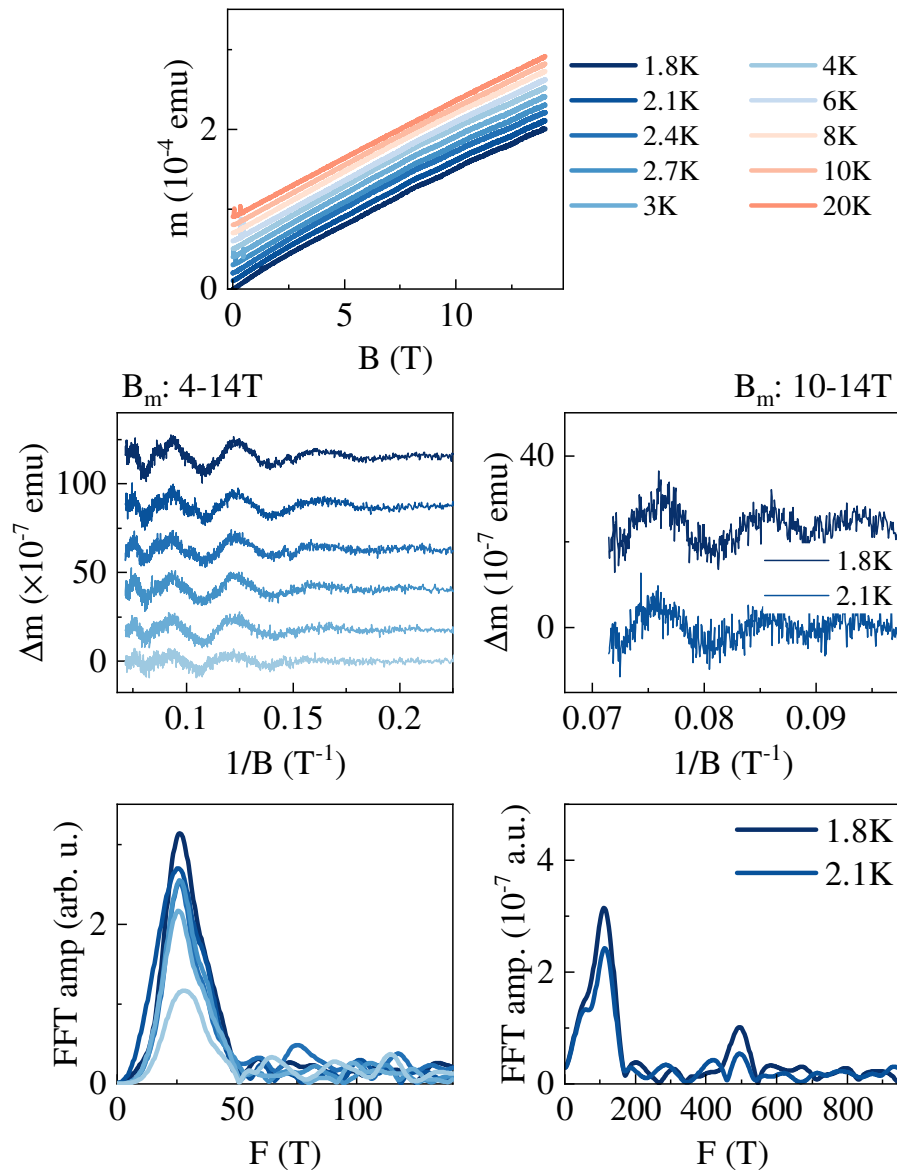 m (10⁻⁴ emu)
2
0
0 5 10
B (T)
1.8K
2.1K
2.4K
2.7K
3K
4K
6K
8K
10K
20K
Bₘ: 4-14T
Δm (×10⁻⁷ emu)
100
50
0
0.1 0.15 0.2
1/B (T⁻¹)
Bₘ: 10-14T
Δm (10⁻⁷ emu)
40
0
1.8K
2.1K
0.07 0.08 0.09
1/B (T⁻¹)
FFT amp (arb. u.)
2
0
0 50 100
F (T)
FFT amp. (10⁻⁷ a.u.)
4
2
0
1.8K
2.1K
0 200 400 600 800
F (T)